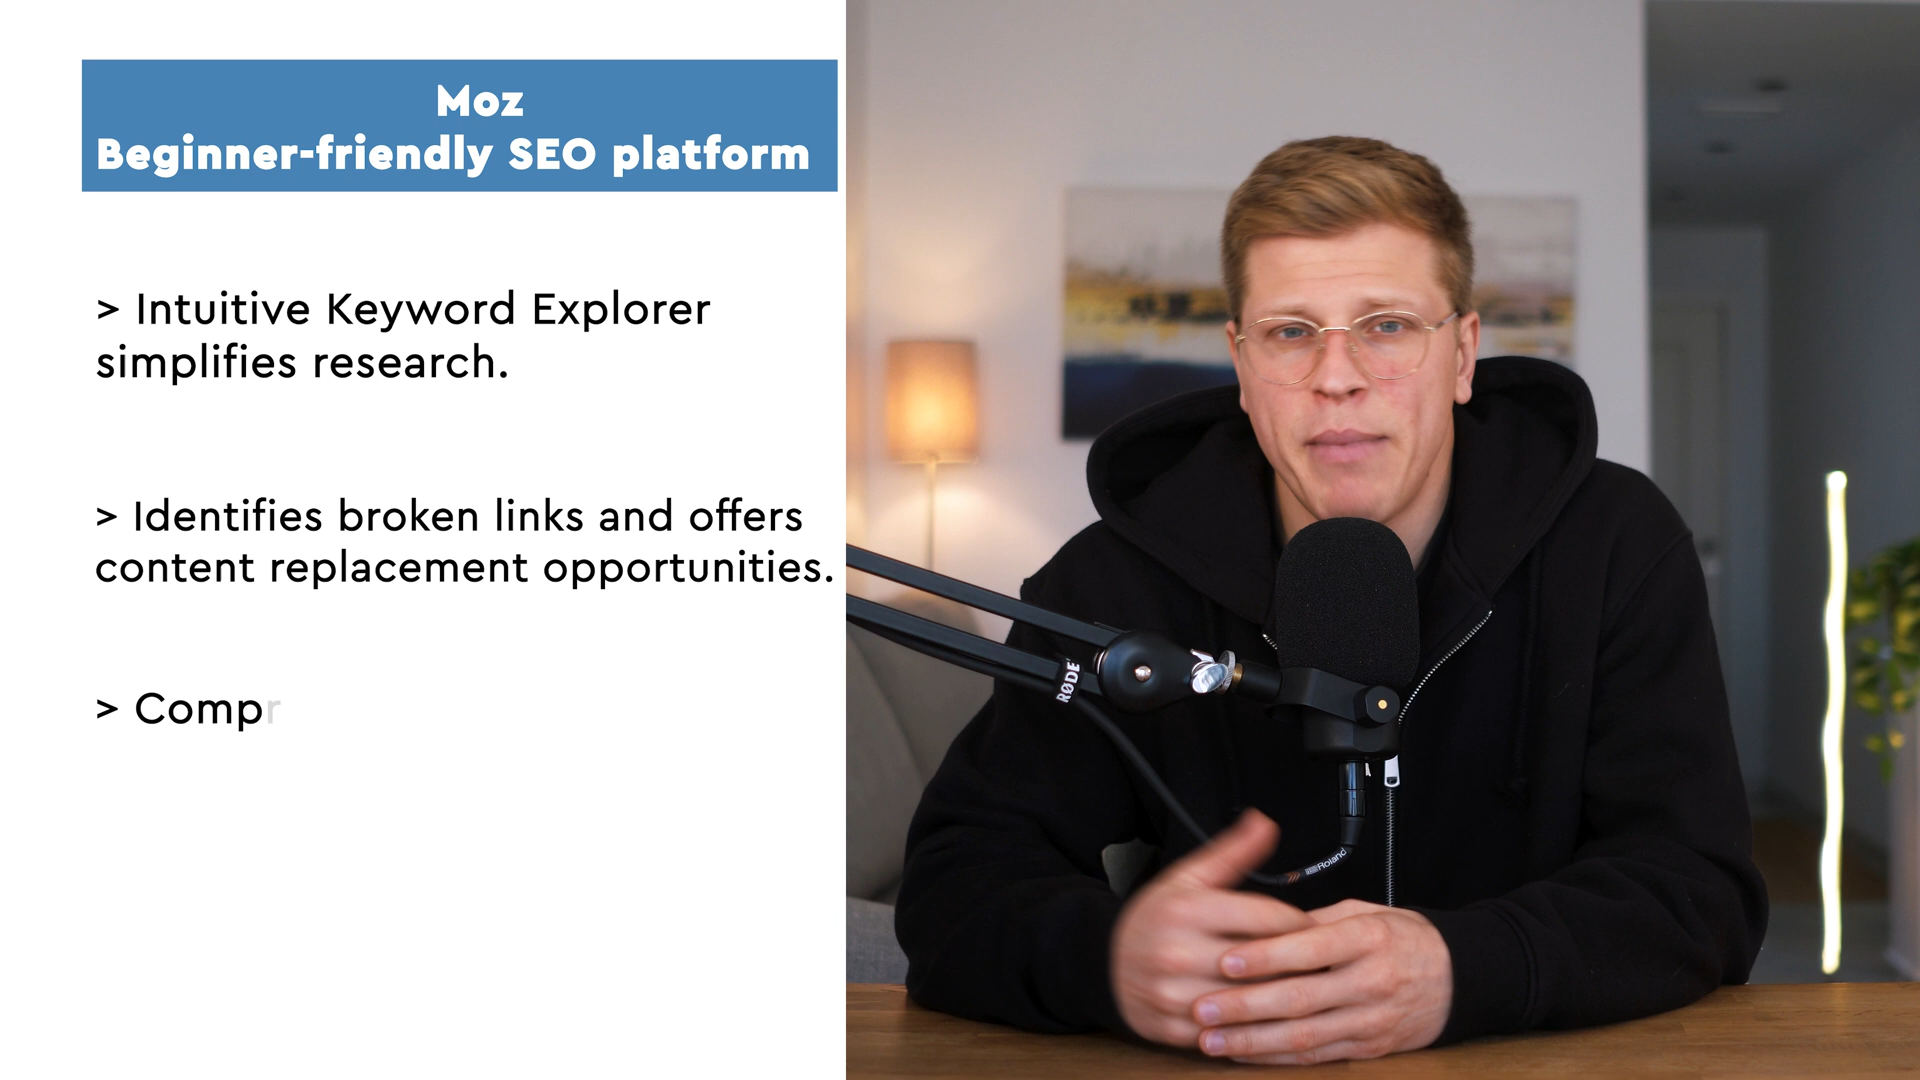 Moz
Beginner-friendly SEO platform
> Intuitive Keyword Explorer
simplifies research.
> Identifies broken links and offers
content replacement opportunities.
> Compr
RØDE
Roland